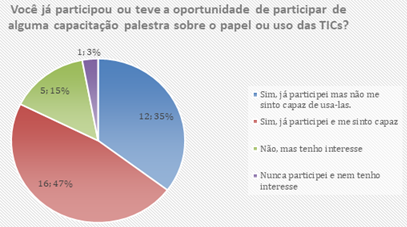 Você já participou ou teve a oportunidade de participar de
alguma capacitação palestra sobre o papel ou uso das TICs?
1; 3%
5; 15%
12; 35%
16; 47%
Sim, já participei mas não me
sinto capaz de usa-las.
Sim, já participei e me sinto capaz
Não, mas tenho interesse
Nunca participei e nem tenho
interesse